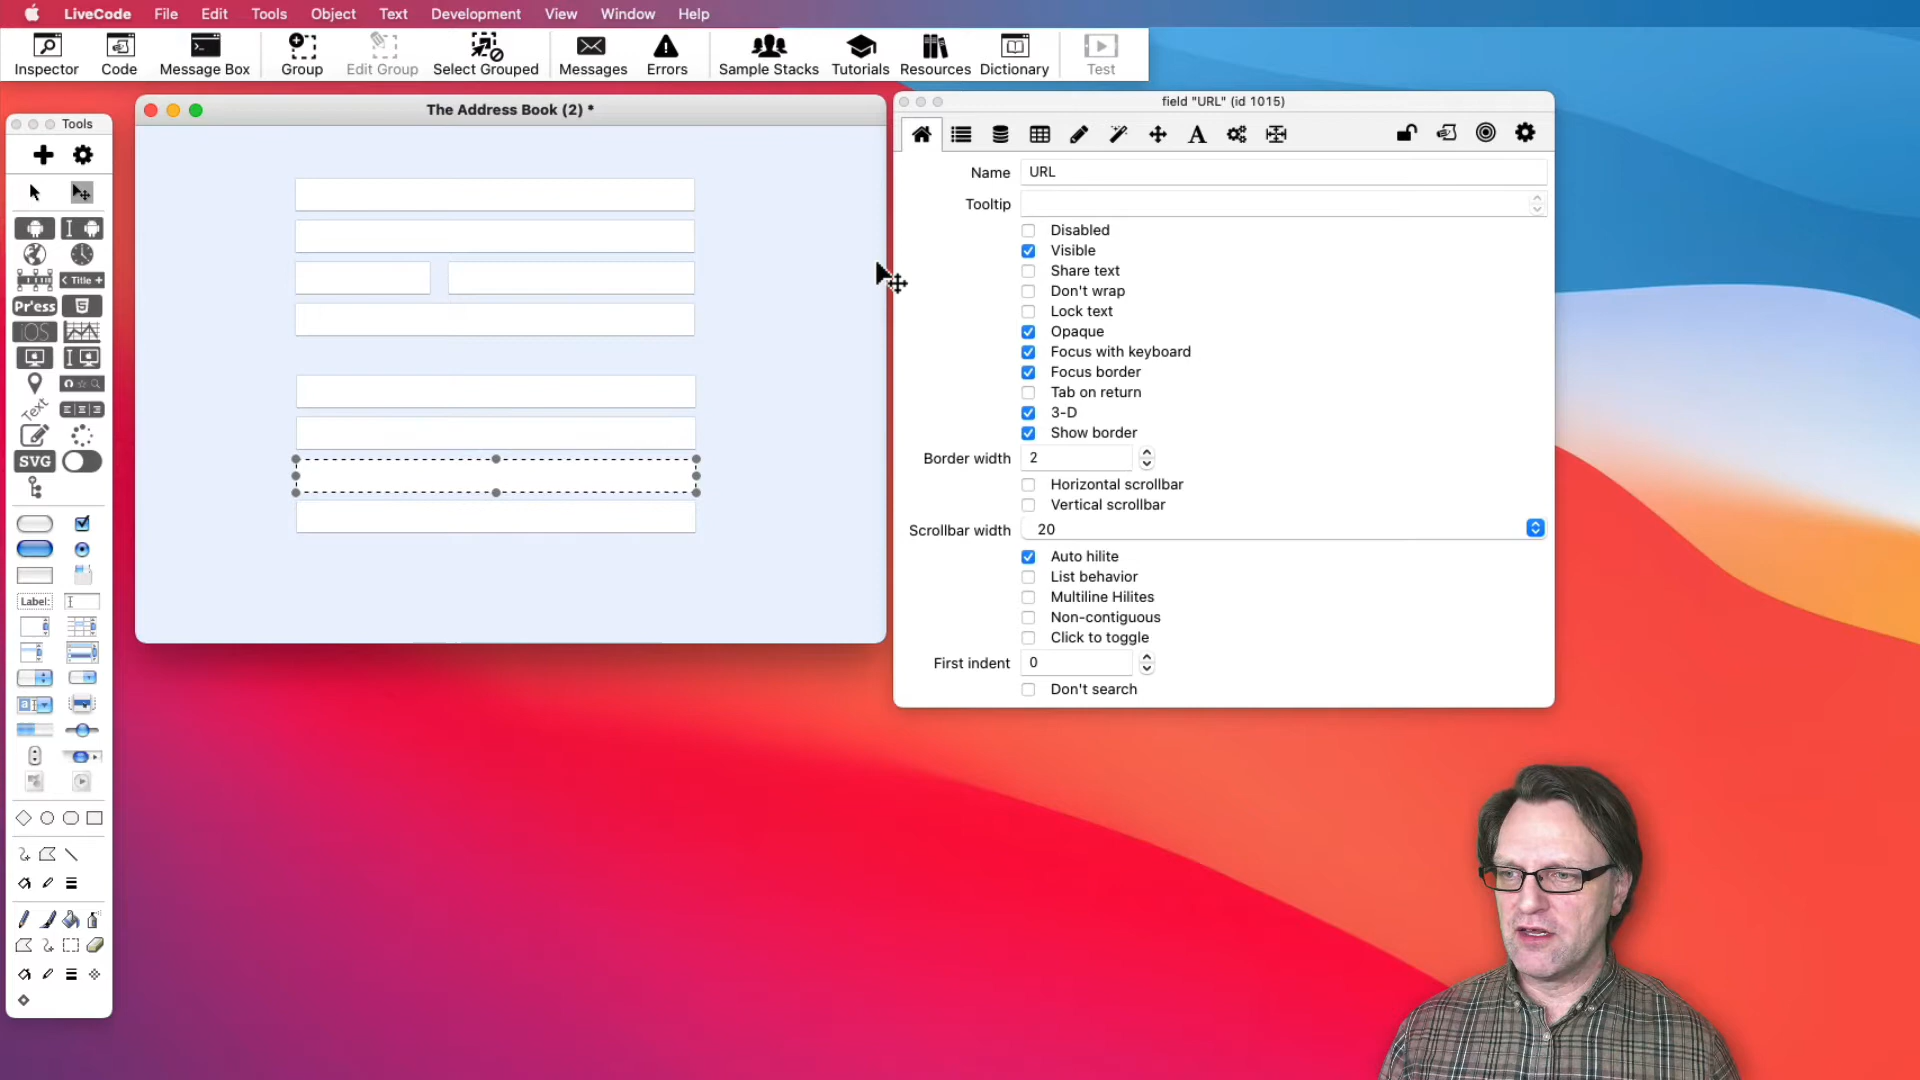 LiveCode File Edit Tools Object Text Development View Window Help
Inspector Code Message Box Group Edit Group Select Grouped Messages Errors Sample Stacks Tutorials Resources Dictionary Test
Tools
< Title +
Pr'ess
iOS
Text
SVG
Label:
The Address Book (2) *
field "URL" (id 1015)
Name URL
Tooltip
Disabled
Visible
Share text
Don't wrap
Lock text
Opaque
Focus with keyboard
Focus border
Tab on return
3-D
Show border
Border width 2
Horizontal scrollbar
Vertical scrollbar
Scrollbar width 20
Auto hilite
List behavior
Multiline Hilites
Non-contiguous
Click to toggle
First indent 0
Don't search